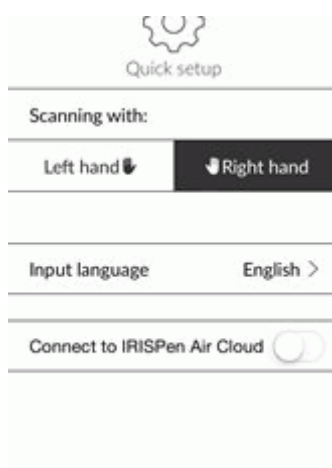 Quick setup
Scanning with:
Left hand Right hand
Input language English >
Connect to IRISPen Air Cloud